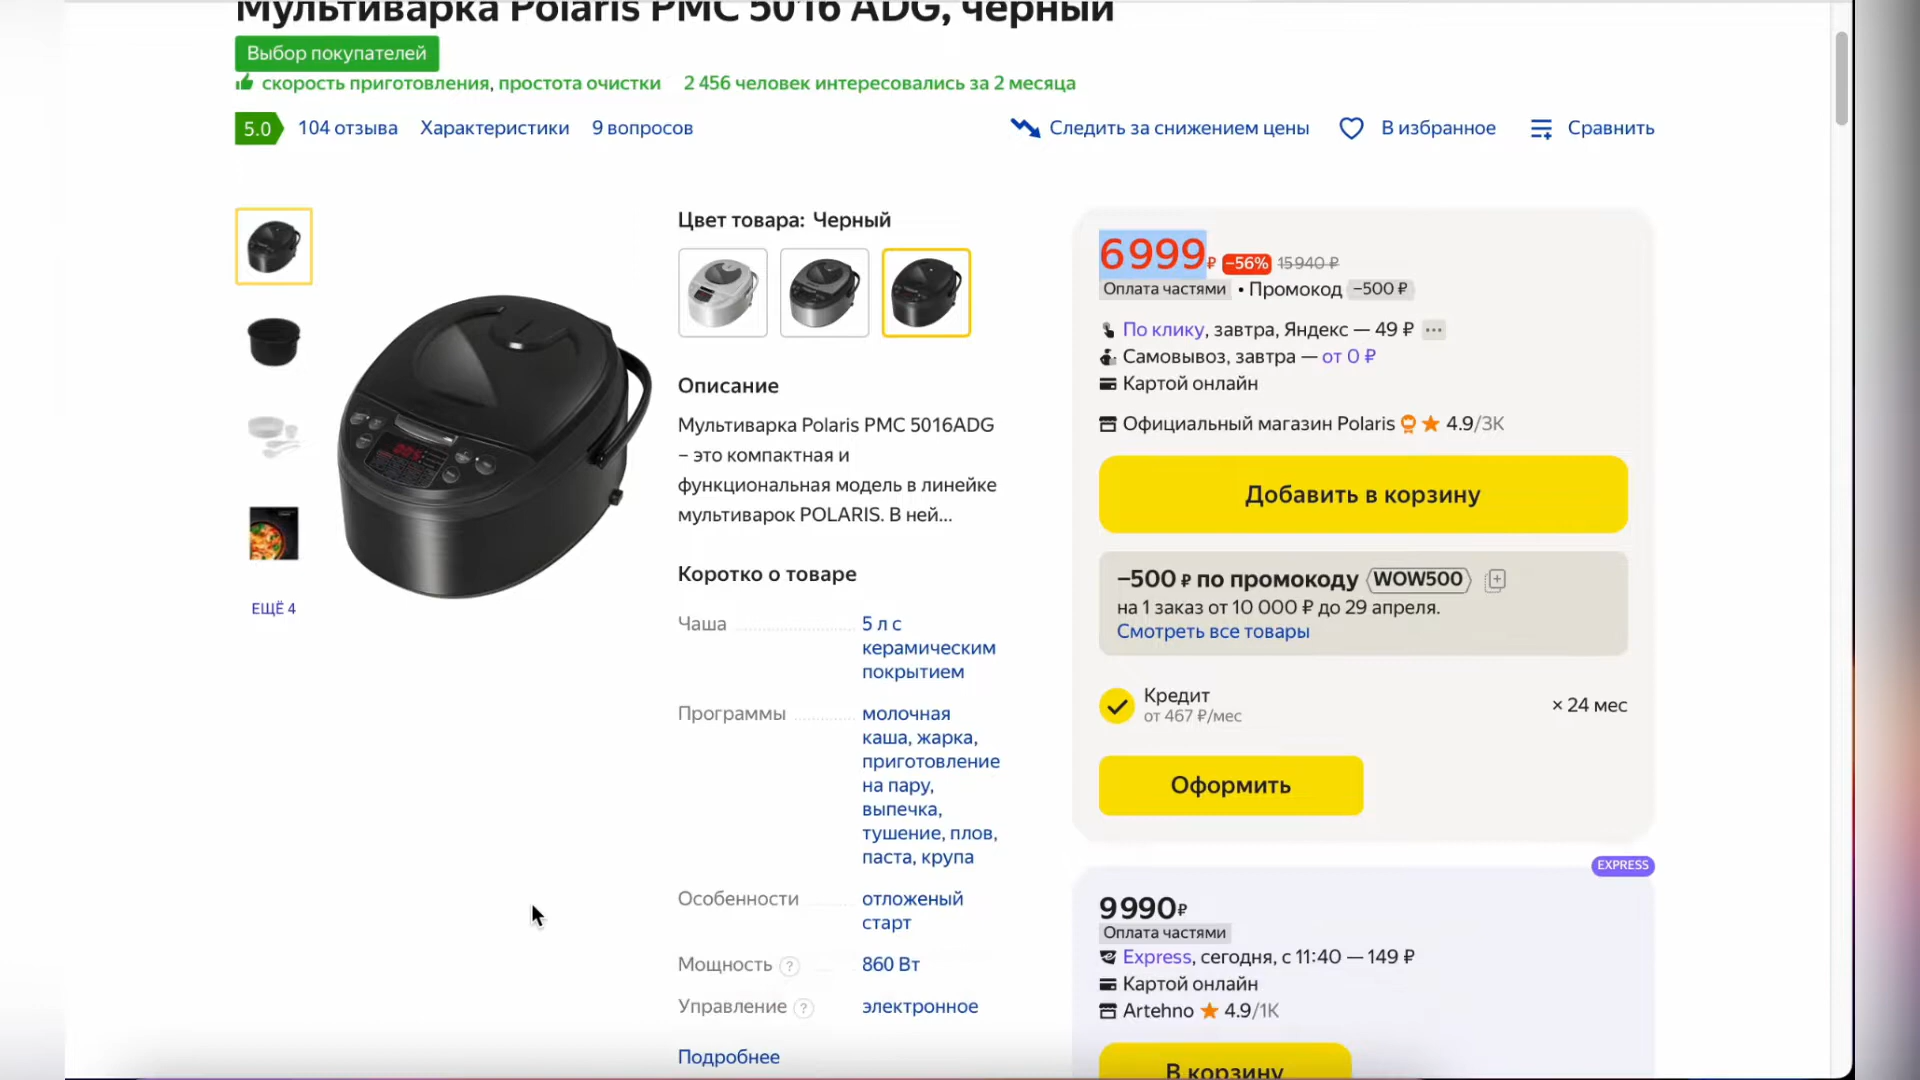 Мультиварка Polaris PMC 5016 ADG, черный
Выбор покупателей
скорость приготовления, простота очистки 2 456 человек интересовались за 2 месяца
5.0 104 отзыва Характеристики 9 вопросов
Следить за снижением цены В избранное Сравнить
ЕЩЁ 4
Цвет товара: Черный
Описание
Мультиварка Polaris PMC 5016ADG
– это компактная и
функциональная модель в линейке
мультиварок POLARIS. В ней...
Коротко о товаре
Чаша 5 л с
керамическим
покрытием
Программы молочная
каша, жарка,
приготовление
на пару,
выпечка,
тушение, плов,
паста, крупа
Особенности отложеный
старт
Мощность ? 860 Вт
Управление ? электронное
Подробнее
6 999 ₽ −56% 15 940 ₽
Оплата частями • Промокод −500 ₽
По клику, завтра, Яндекс — 49 ₽
Самовывоз, завтра — от 0 ₽
Картой онлайн
Официальный магазин Polaris 4.9/3K
Добавить в корзину
−500 ₽ по промокоду WOW500
на 1 заказ от 10 000 ₽ до 29 апреля.
Смотреть все товары
Кредит
от 467 ₽/мес
× 24 мес
Оформить
EXPRESS
9 990 ₽
Оплата частями
Express, сегодня, с 11:40 — 149 ₽
Картой онлайн
Artehno 4.9/1K
В корзину